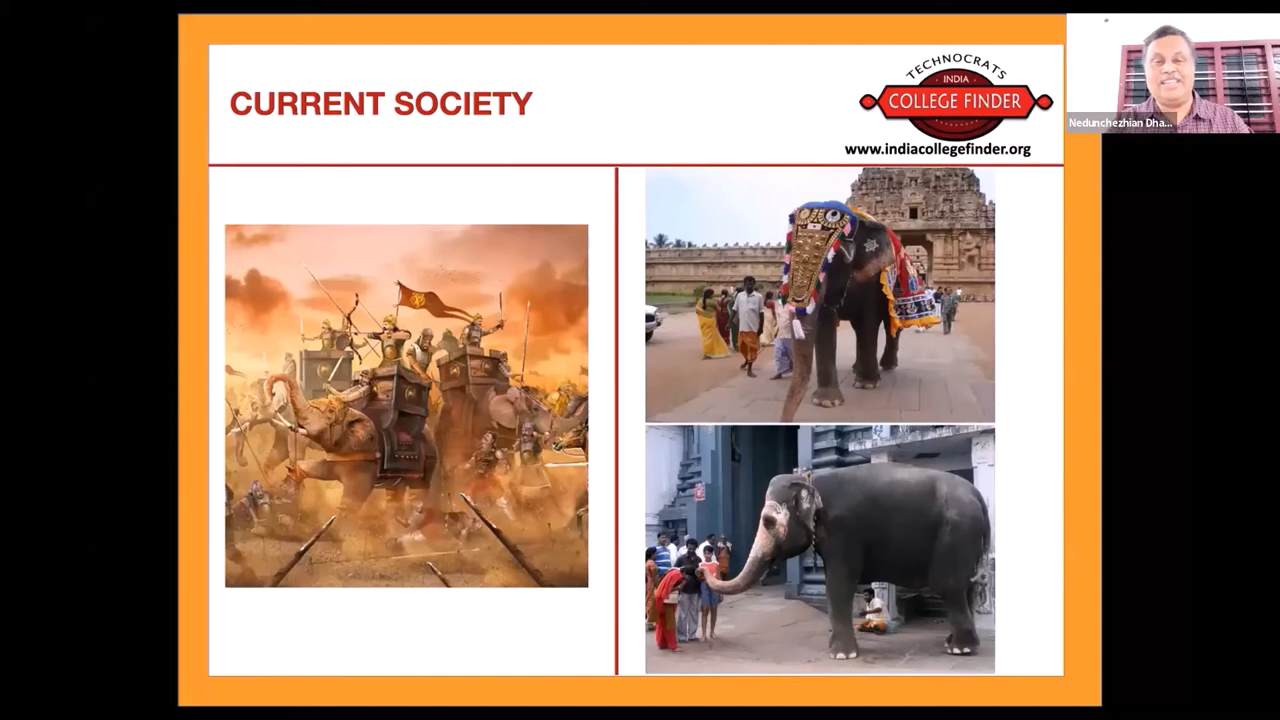 CURRENT SOCIETY
TECHNOCRATS
INDIA
COLLEGE FINDER
www.indiacollegefinder.org
Nedunchezhian Dha...